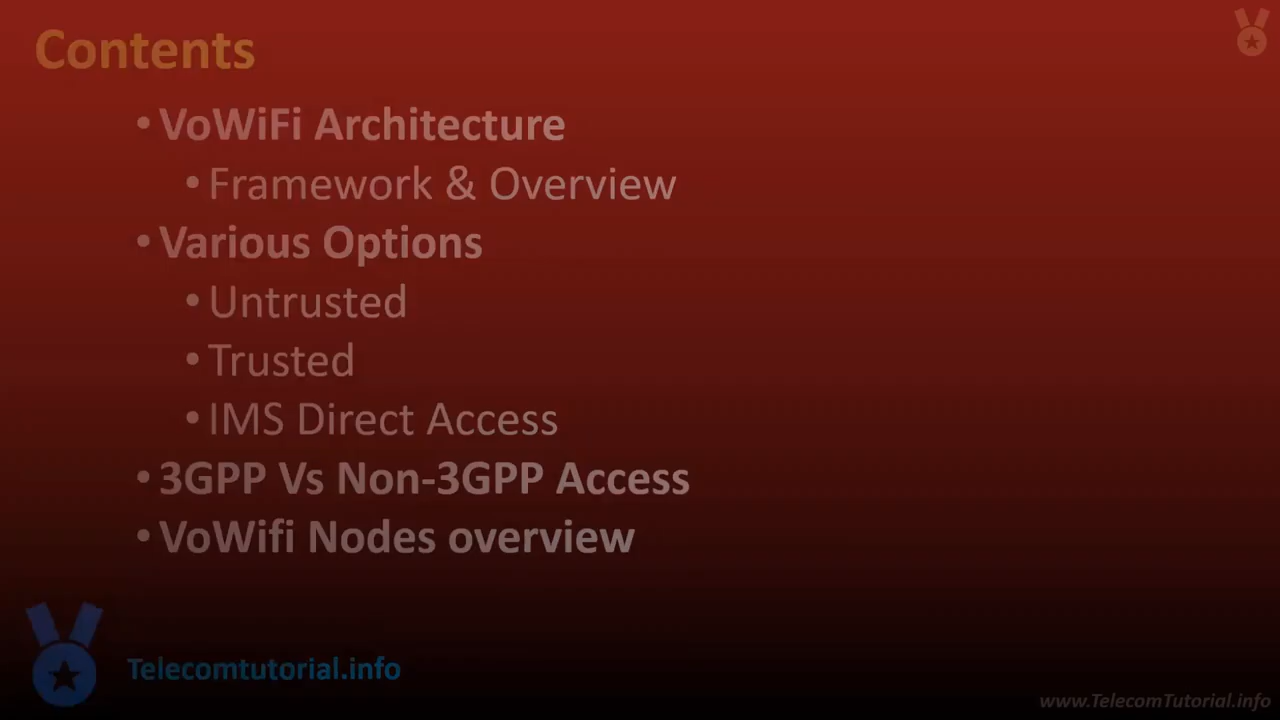 Contents
• VoWiFi Architecture
• Framework & Overview
• Various Options
• Untrusted
• Trusted
• IMS Direct Access
• 3GPP Vs Non-3GPP Access
• VoWifi Nodes overview
Telecomtutorial.info
www.TelecomTutorial.info